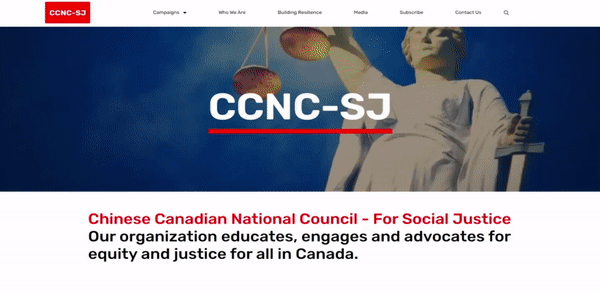 CCNC-SJ
Campaigns Who We Are Building Resilience Media Subscribe Contact Us
CCNC-SJ
Chinese Canadian National Council - For Social Justice
Our organization educates, engages and advocates for
equity and justice for all in Canada.